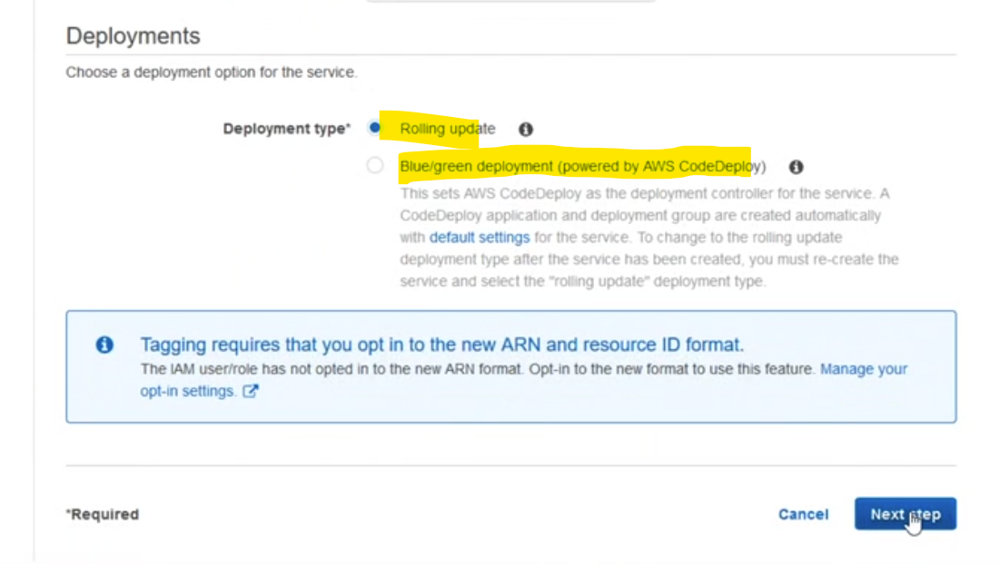 Deployments
Choose a deployment option for the service.
Deployment type* Rolling update
Blue/green deployment (powered by AWS CodeDeploy)
This sets AWS CodeDeploy as the deployment controller for the service. A
CodeDeploy application and deployment group are created automatically
with default settings for the service. To change to the rolling update
deployment type after the service has been created, you must re-create the
service and select the "rolling update" deployment type.
Tagging requires that you opt in to the new ARN and resource ID format.
The IAM user/role has not opted in to the new ARN format. Opt-in to the new format to use this feature. Manage your
opt-in settings.
*Required Cancel Next step